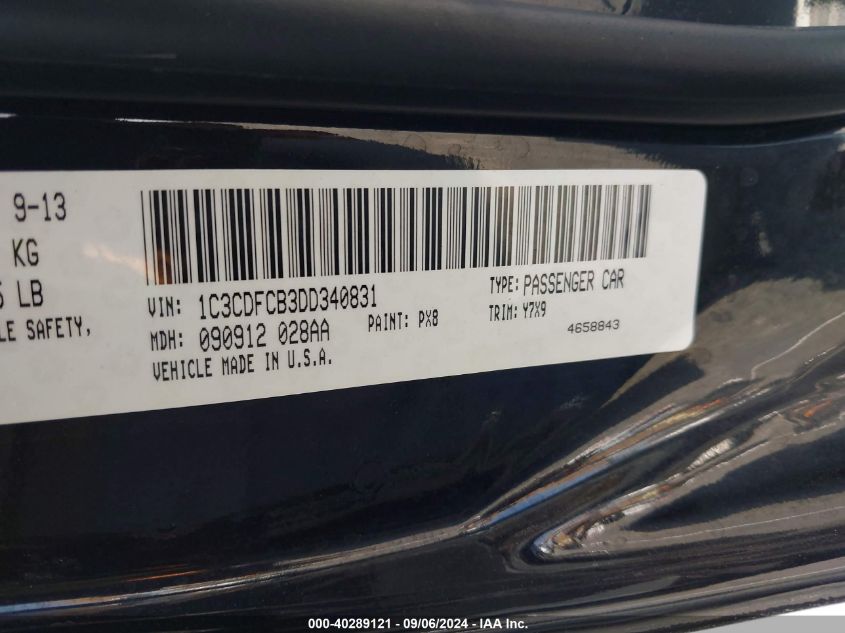 9-13
KG
LB
LE SAFETY,
VIN: 1C3CDFCB3DD340831
TYPE: PASSENGER CAR
MDH: 090912 028AA
PAINT: PX8
TRIM: Y7X9
VEHICLE MADE IN U.S.A.
4658843
000-40289121 - 09/06/2024 - IAA Inc.